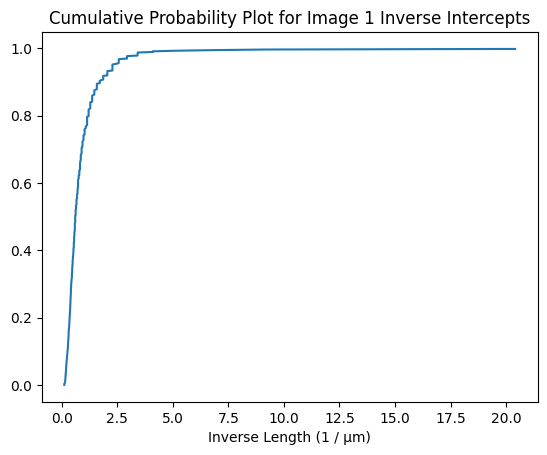 Cumulative Probability Plot for Image 1 Inverse Intercepts
1.0
0.8
0.6
0.4
0.2
0.0
0.0 2.5 5.0 7.5 10.0 12.5 15.0 17.5 20.0
Inverse Length (1 / μm)